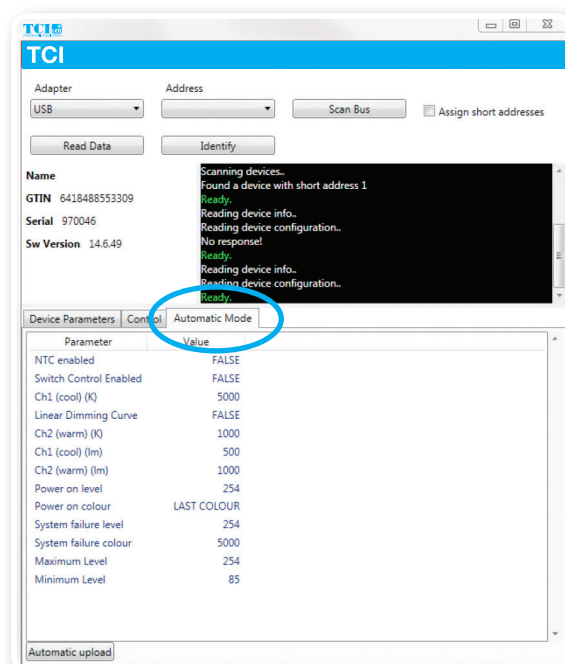 TCI
TCI
Adapter Address
USB Scan Bus Assign short addresses
Read Data Identify
Name
GTIN 6418488553309
Serial 970046
Sw Version 14.6.49
Scanning devices..
Found a device with short address 1
Ready.
Reading device info..
Reading device configuration..
No response!
Ready.
Reading device info..
Reading device configuration..
Ready.
Device Parameters Control Automatic Mode
Parameter Value
NTC enabled FALSE
Switch Control Enabled FALSE
Ch1 (cool) (K) 5000
Linear Dimming Curve FALSE
Ch2 (warm) (K) 1000
Ch1 (cool) (lm) 500
Ch2 (warm) (lm) 1000
Power on level 254
Power on colour LAST COLOUR
System failure level 254
System failure colour 5000
Maximum Level 254
Minimum Level 85
Automatic upload